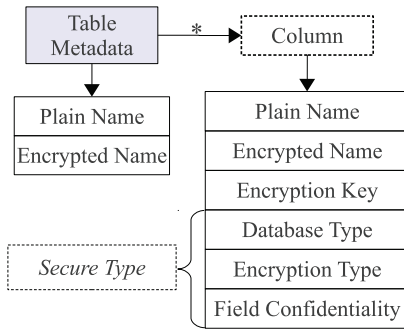 Table
Metadata
*
Column
Plain Name
Encrypted Name
Plain Name
Encrypted Name
Encryption Key
Database Type
Encryption Type
Field Confidentiality
Secure Type